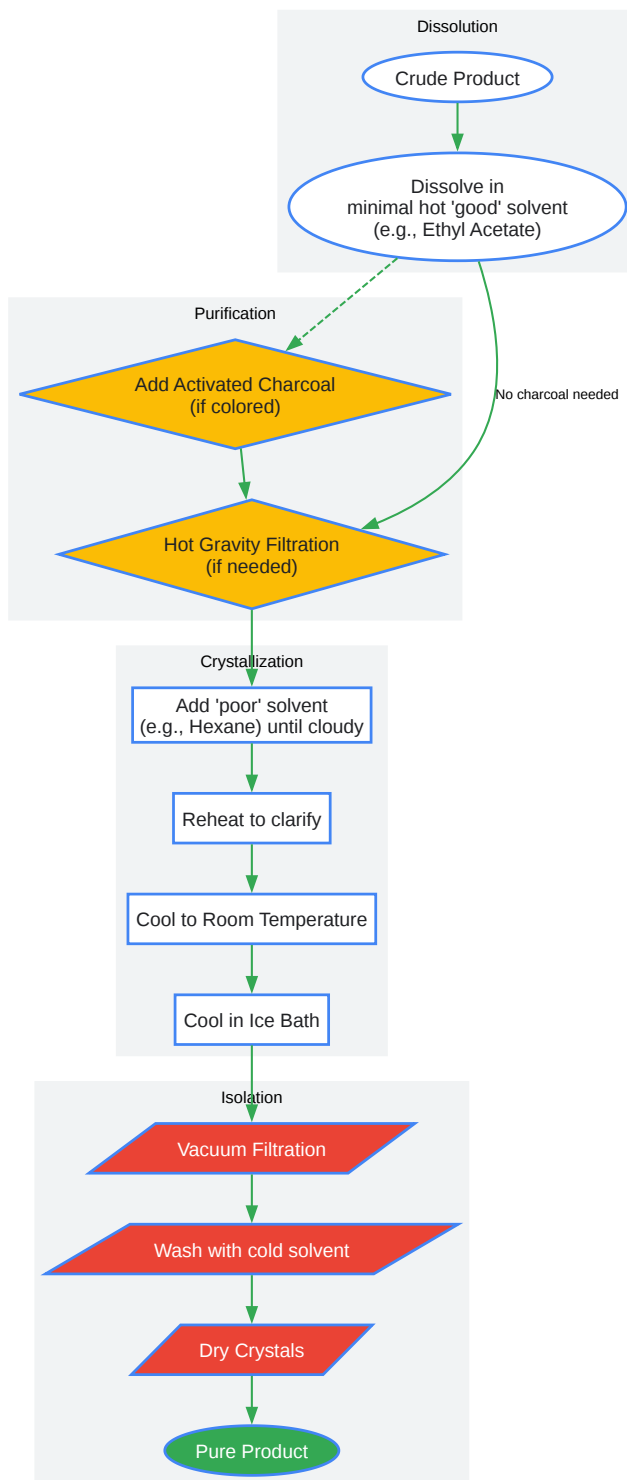 Dissolution
Crude Product
Dissolve in
minimal hot 'good' solvent
(e.g., Ethyl Acetate)
Purification
Add Activated Charcoal
(if colored)
No charcoal needed
Hot Gravity Filtration
(if needed)
Crystallization
Add 'poor' solvent
(e.g., Hexane) until cloudy
Reheat to clarify
Cool to Room Temperature
Cool in Ice Bath
Isolation
Vacuum Filtration
Wash with cold solvent
Dry Crystals
Pure Product